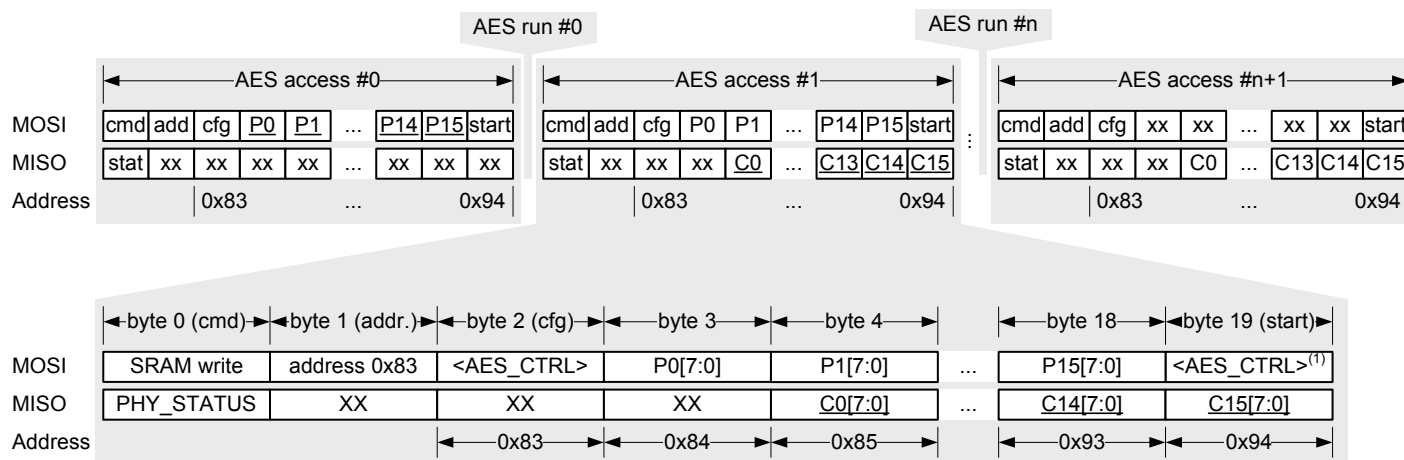 AES run #0 AES run #n
AES access #0 AES access #1 AES access #n+1
MOSI cmd add cfg P0 P1 ... P14 P15 start cmd add cfg P0 P1 ... P14 P15 start cmd add cfg xx xx ... xx xx start
MISO stat xx xx xx xx ... xx xx xx stat xx xx xx C0 ... C13 C14 C15 ... stat xx xx xx C0 ... C13 C14 C15
Address 0x83 ... 0x94 0x83 ... 0x94 0x83 ... 0x94
byte 0 (cmd) byte 1 (addr.) byte 2 (cfg) byte 3 byte 4 byte 18 byte 19 (start)
MOSI SRAM write address 0x83 <AES_CTRL> P0[7:0] P1[7:0] ... P15[7:0] <AES_CTRL>(1)
MISO PHY_STATUS XX XX XX C0[7:0] ... C14[7:0] C15[7:0]
Address 0x83 0x84 0x85 0x93 0x94